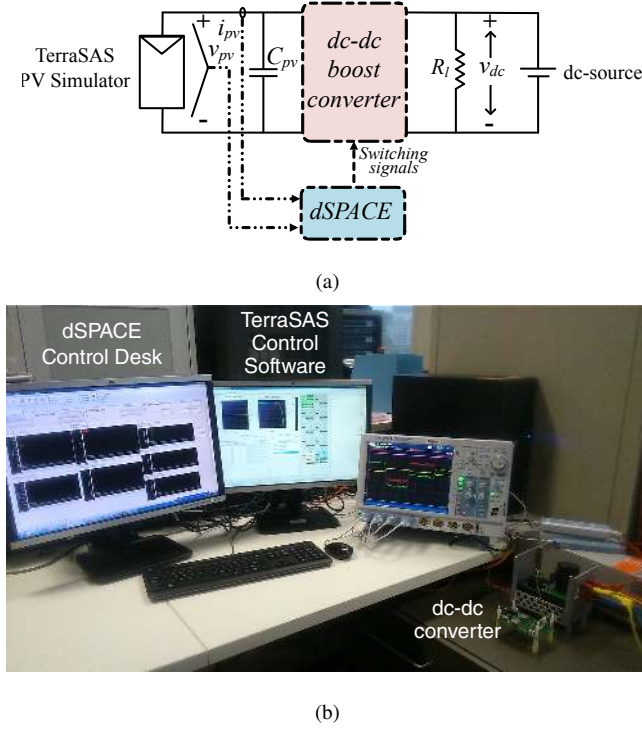 TerraSAS
PV Simulator
+
v_pv
-
i_pv
C_pv
dc-dc
boost
converter
R_l
+
v_dc
-
dc-source
Switching
signals
dSPACE
(a)
dSPACE
Control Desk
TerraSAS
Control
Software
dc-dc
converter
(b)